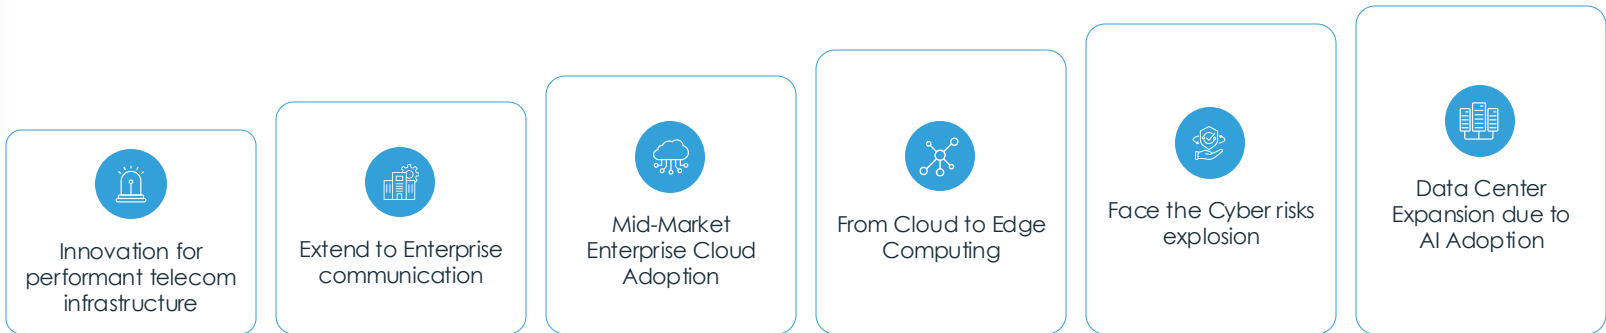 Innovation for
performant telecom
infrastructure
Extend to Enterprise
communication
Mid-Market
Enterprise Cloud
Adoption
From Cloud to Edge
Computing
Face the Cyber risks
explosion
Data Center
Expansion due to
AI Adoption